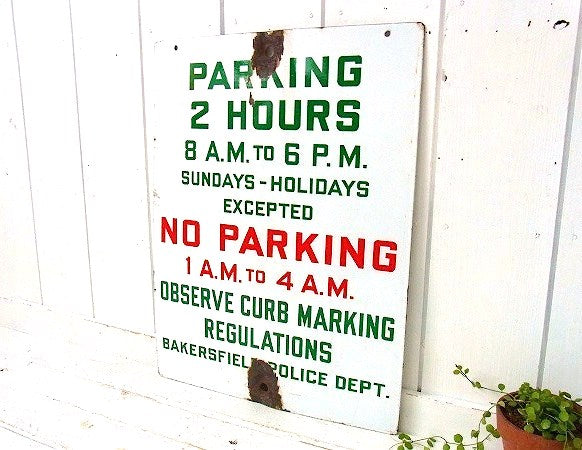 PARKING
2 HOURS
8 A.M. TO 6 P.M.
SUNDAYS - HOLIDAYS
EXCEPTED
NO PARKING
1 A.M. TO 4 A.M.
OBSERVE CURB MARKING
REGULATIONS
BAKERSFIELD POLICE DEPT.